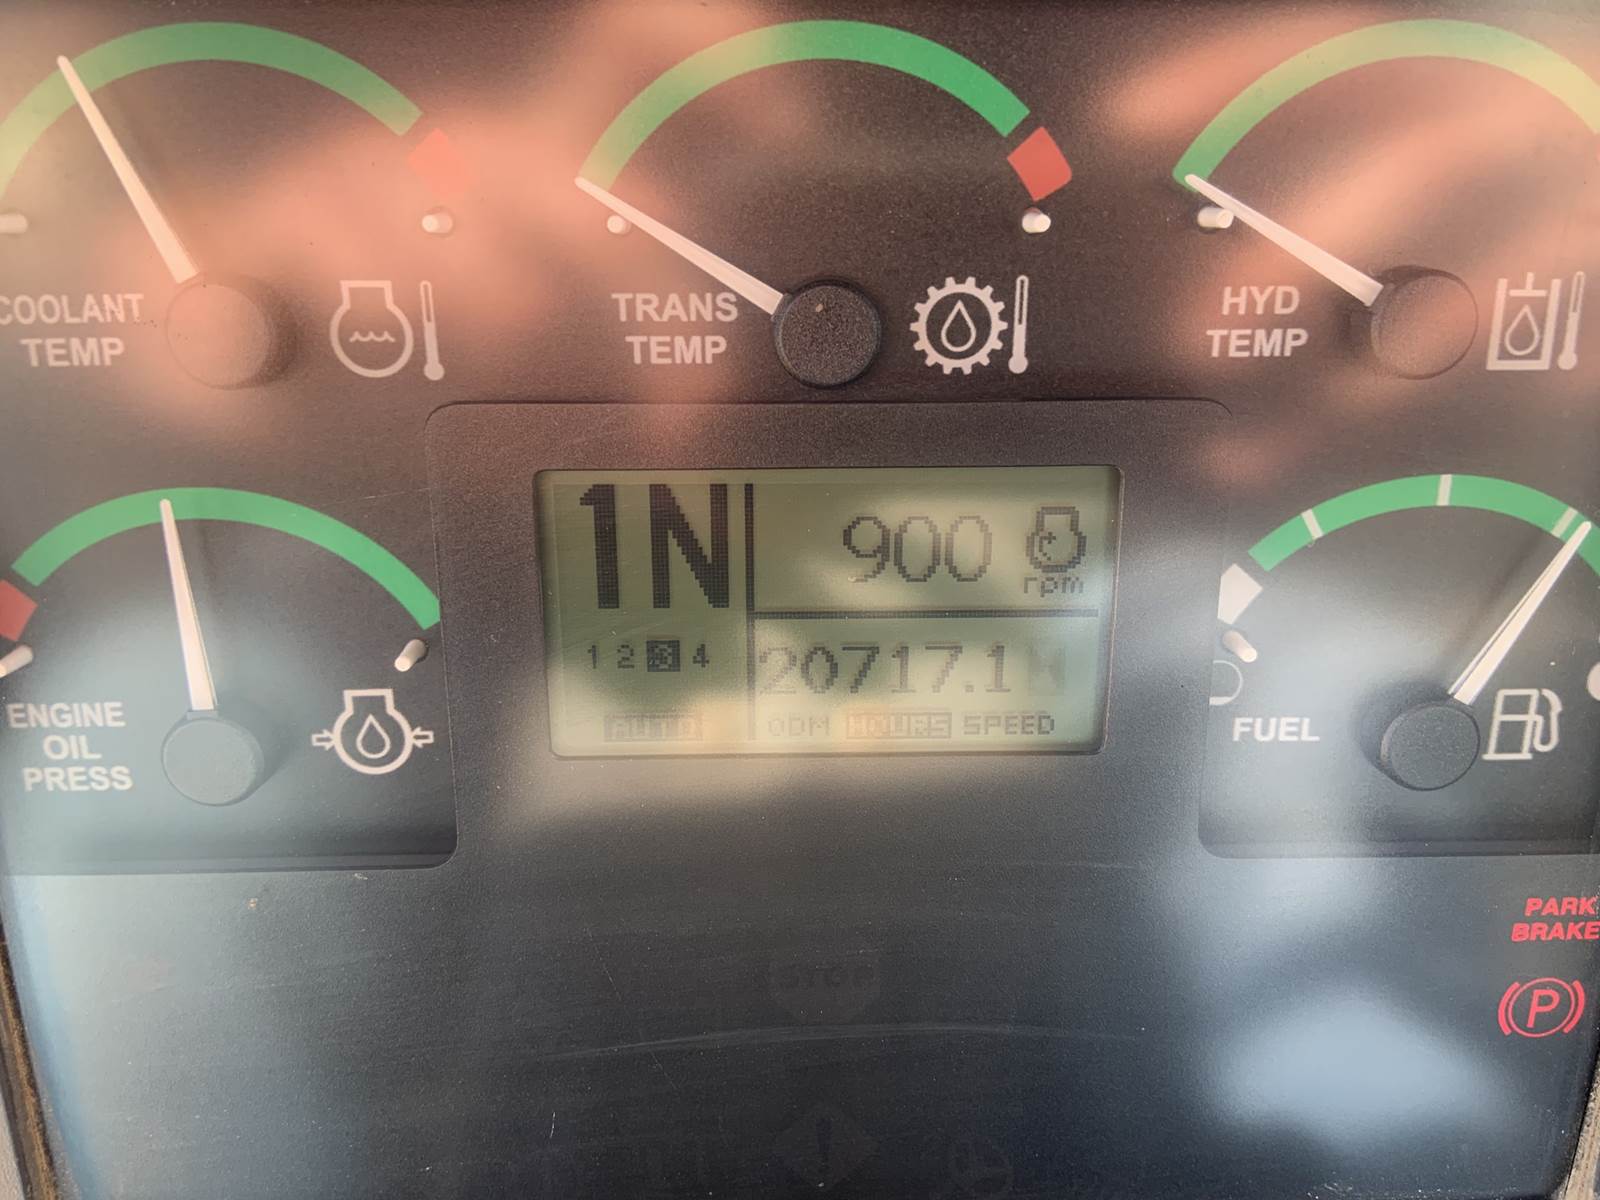 COOLANT
TEMP
TRANS
TEMP
HYD
TEMP
1N
900
rpm
1 2 3 4
20717.1
AUTO
ODM HOURS SPEED
ENGINE
OIL
PRESS
FUEL
PARK
BRAKE
P
STOP